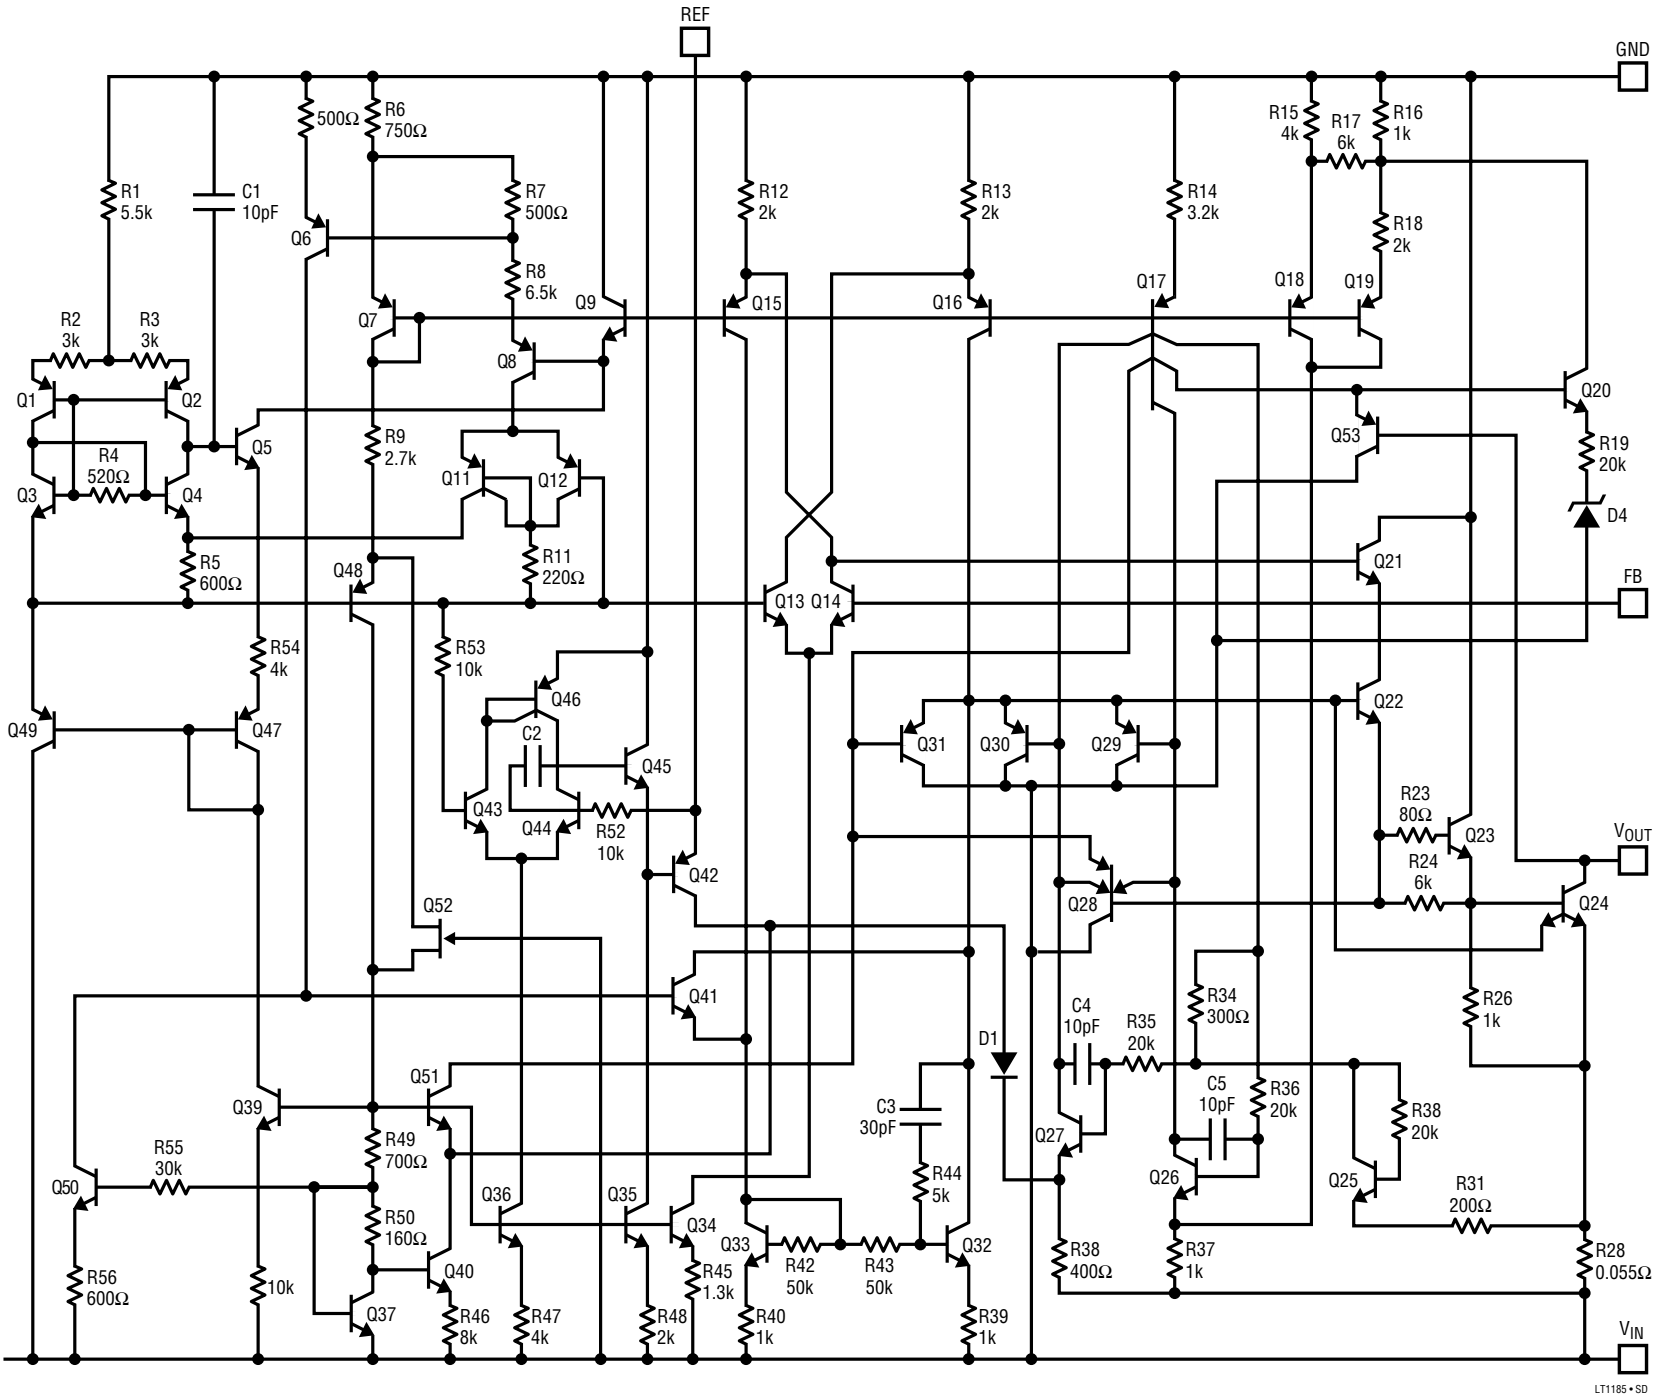 REF
GND
500Ω
R6
750Ω
R15
4k
R17
6k
R16
1k
R1
5.5k
C1
10pF
R7
500Ω
R12
2k
R13
2k
R14
3.2k
Q6
R18
2k
R8
6.5k
Q17
Q18
Q19
Q7
Q9
Q15
Q16
R2
3k
R3
3k
Q8
Q1
Q2
Q20
Q5
R9
2.7k
Q53
R19
20k
R4
520Ω
Q3
Q4
Q11
Q12
D4
R5
600Ω
Q48
R11
220Ω
Q21
Q13
Q14
FB
R54
4k
R53
10k
Q46
Q22
Q49
Q47
C2
Q31
Q30
Q29
Q45
Q43
Q44
R52
10k
R23
80Ω
Q23
VOUT
R24
6k
Q42
Q28
Q24
Q52
Q41
R34
300Ω
R26
1k
C4
10pF
R35
20k
D1
Q51
Q39
C3
30pF
C5
10pF
R36
20k
R38
20k
R49
700Ω
Q27
R55
30k
Q50
R44
5k
Q26
Q25
Q36
Q35
Q34
R31
200Ω
R50
160Ω
Q33
R42
50k
R43
50k
Q32
R38
400Ω
R37
1k
R28
0.055Ω
R56
600Ω
10k
Q40
R45
1.3k
Q37
R46
8k
R47
4k
R48
2k
R40
1k
R39
1k
VIN
LT1185 • SD